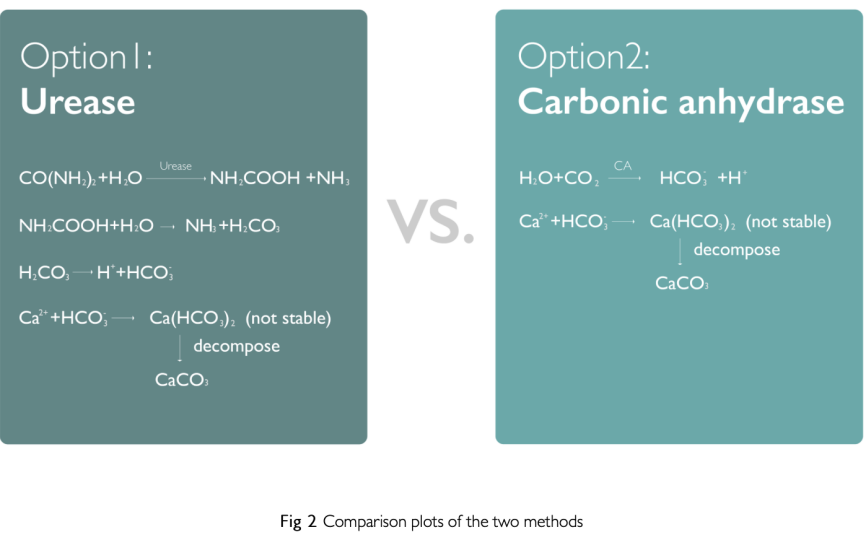 Option1:
Urease
Urease
CO(NH₂)₂+H₂O → NH₂COOH +NH₃
NH₂COOH+H₂O → NH₃+H₂CO₃
H₂CO₃ → H⁺+HCO₃⁻
Ca²⁺+HCO₃⁻ → Ca(HCO₃)₂ (not stable)
↓ decompose
CaCO₃
VS.
Option2:
Carbonic anhydrase
CA
H₂O+CO₂ → HCO₃⁻ +H⁺
Ca²⁺+HCO₃⁻ → Ca(HCO₃)₂ (not stable)
↓ decompose
CaCO₃
Fig 2 Comparison plots of the two methods